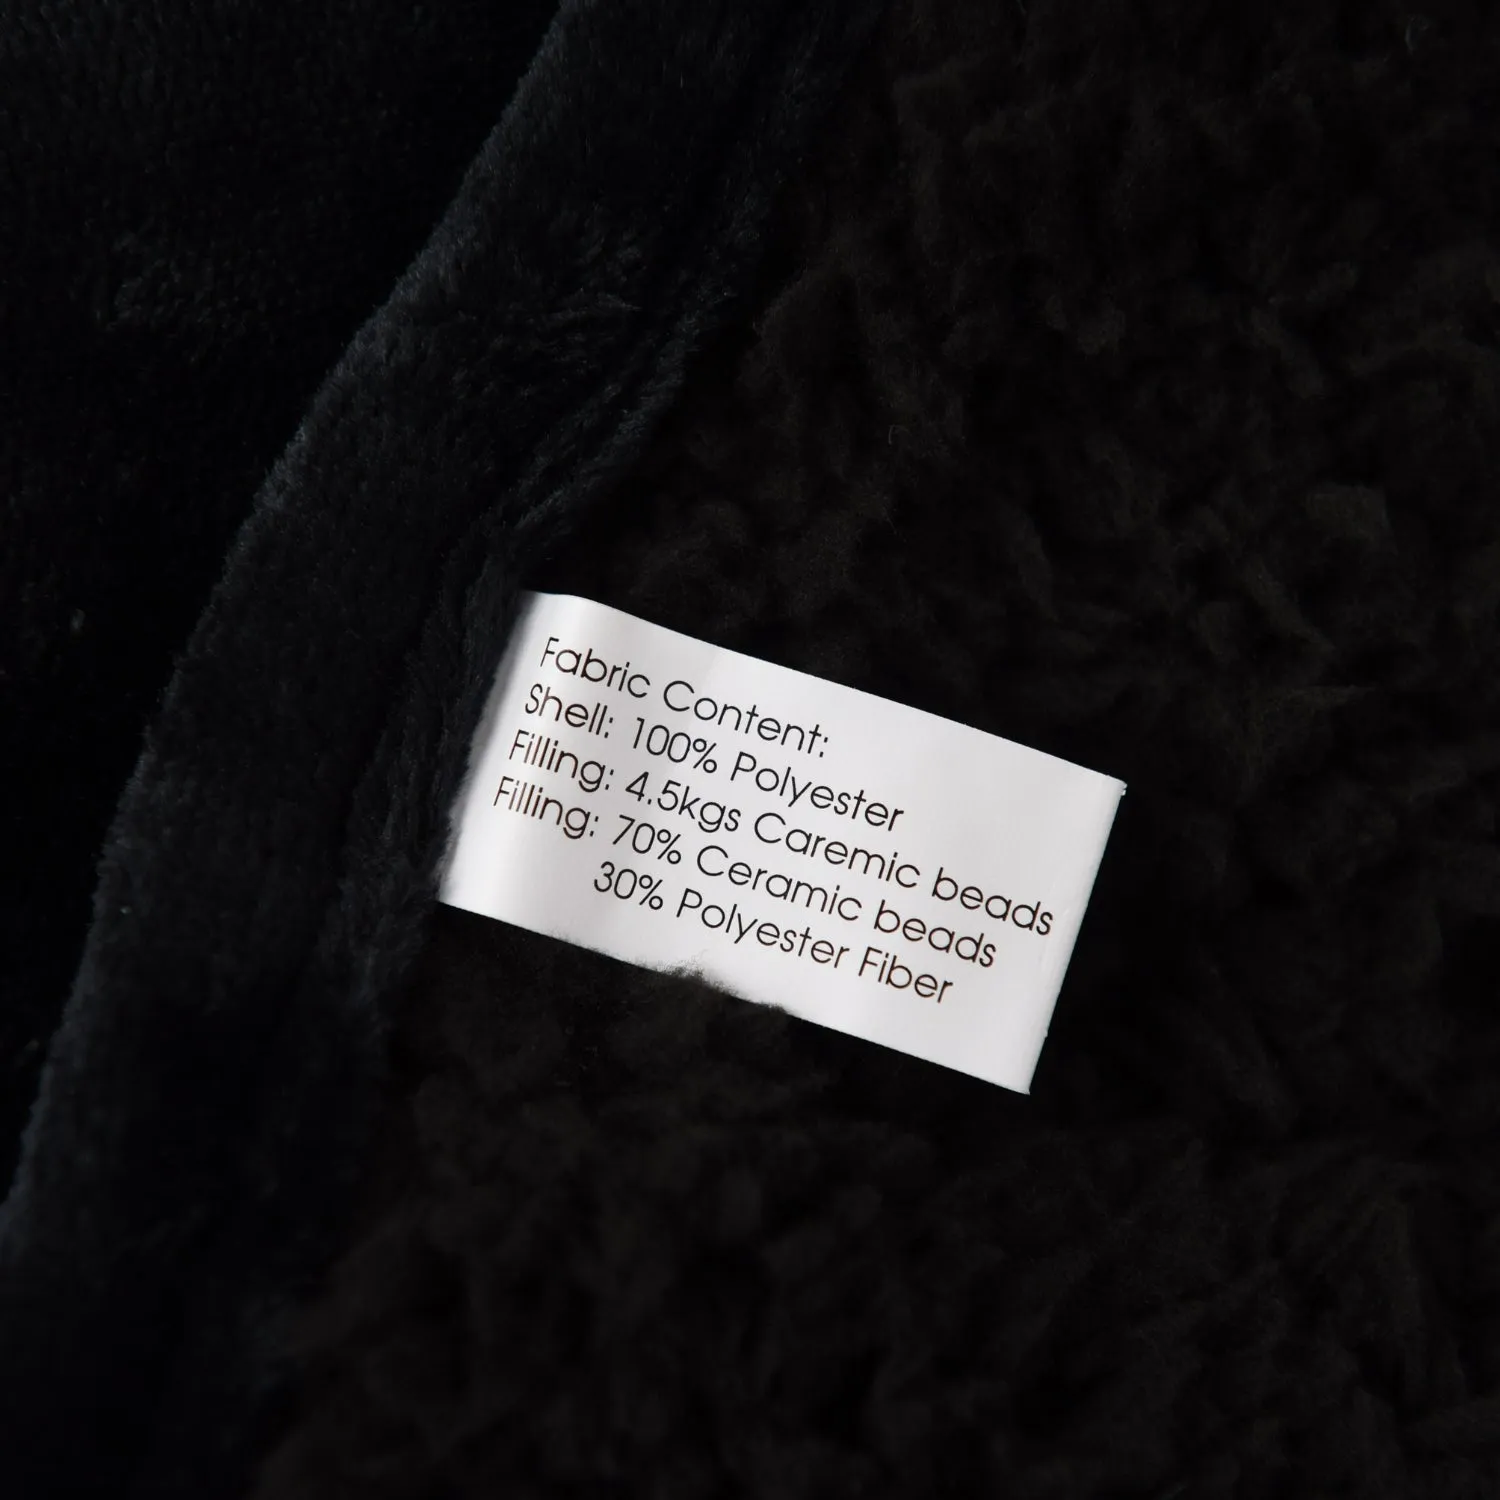 Fabric Content:
Shell: 100% Polyester
Filling: 4.5kgs Caremic beads
Filling: 70% Ceramic beads
30% Polyester Fiber